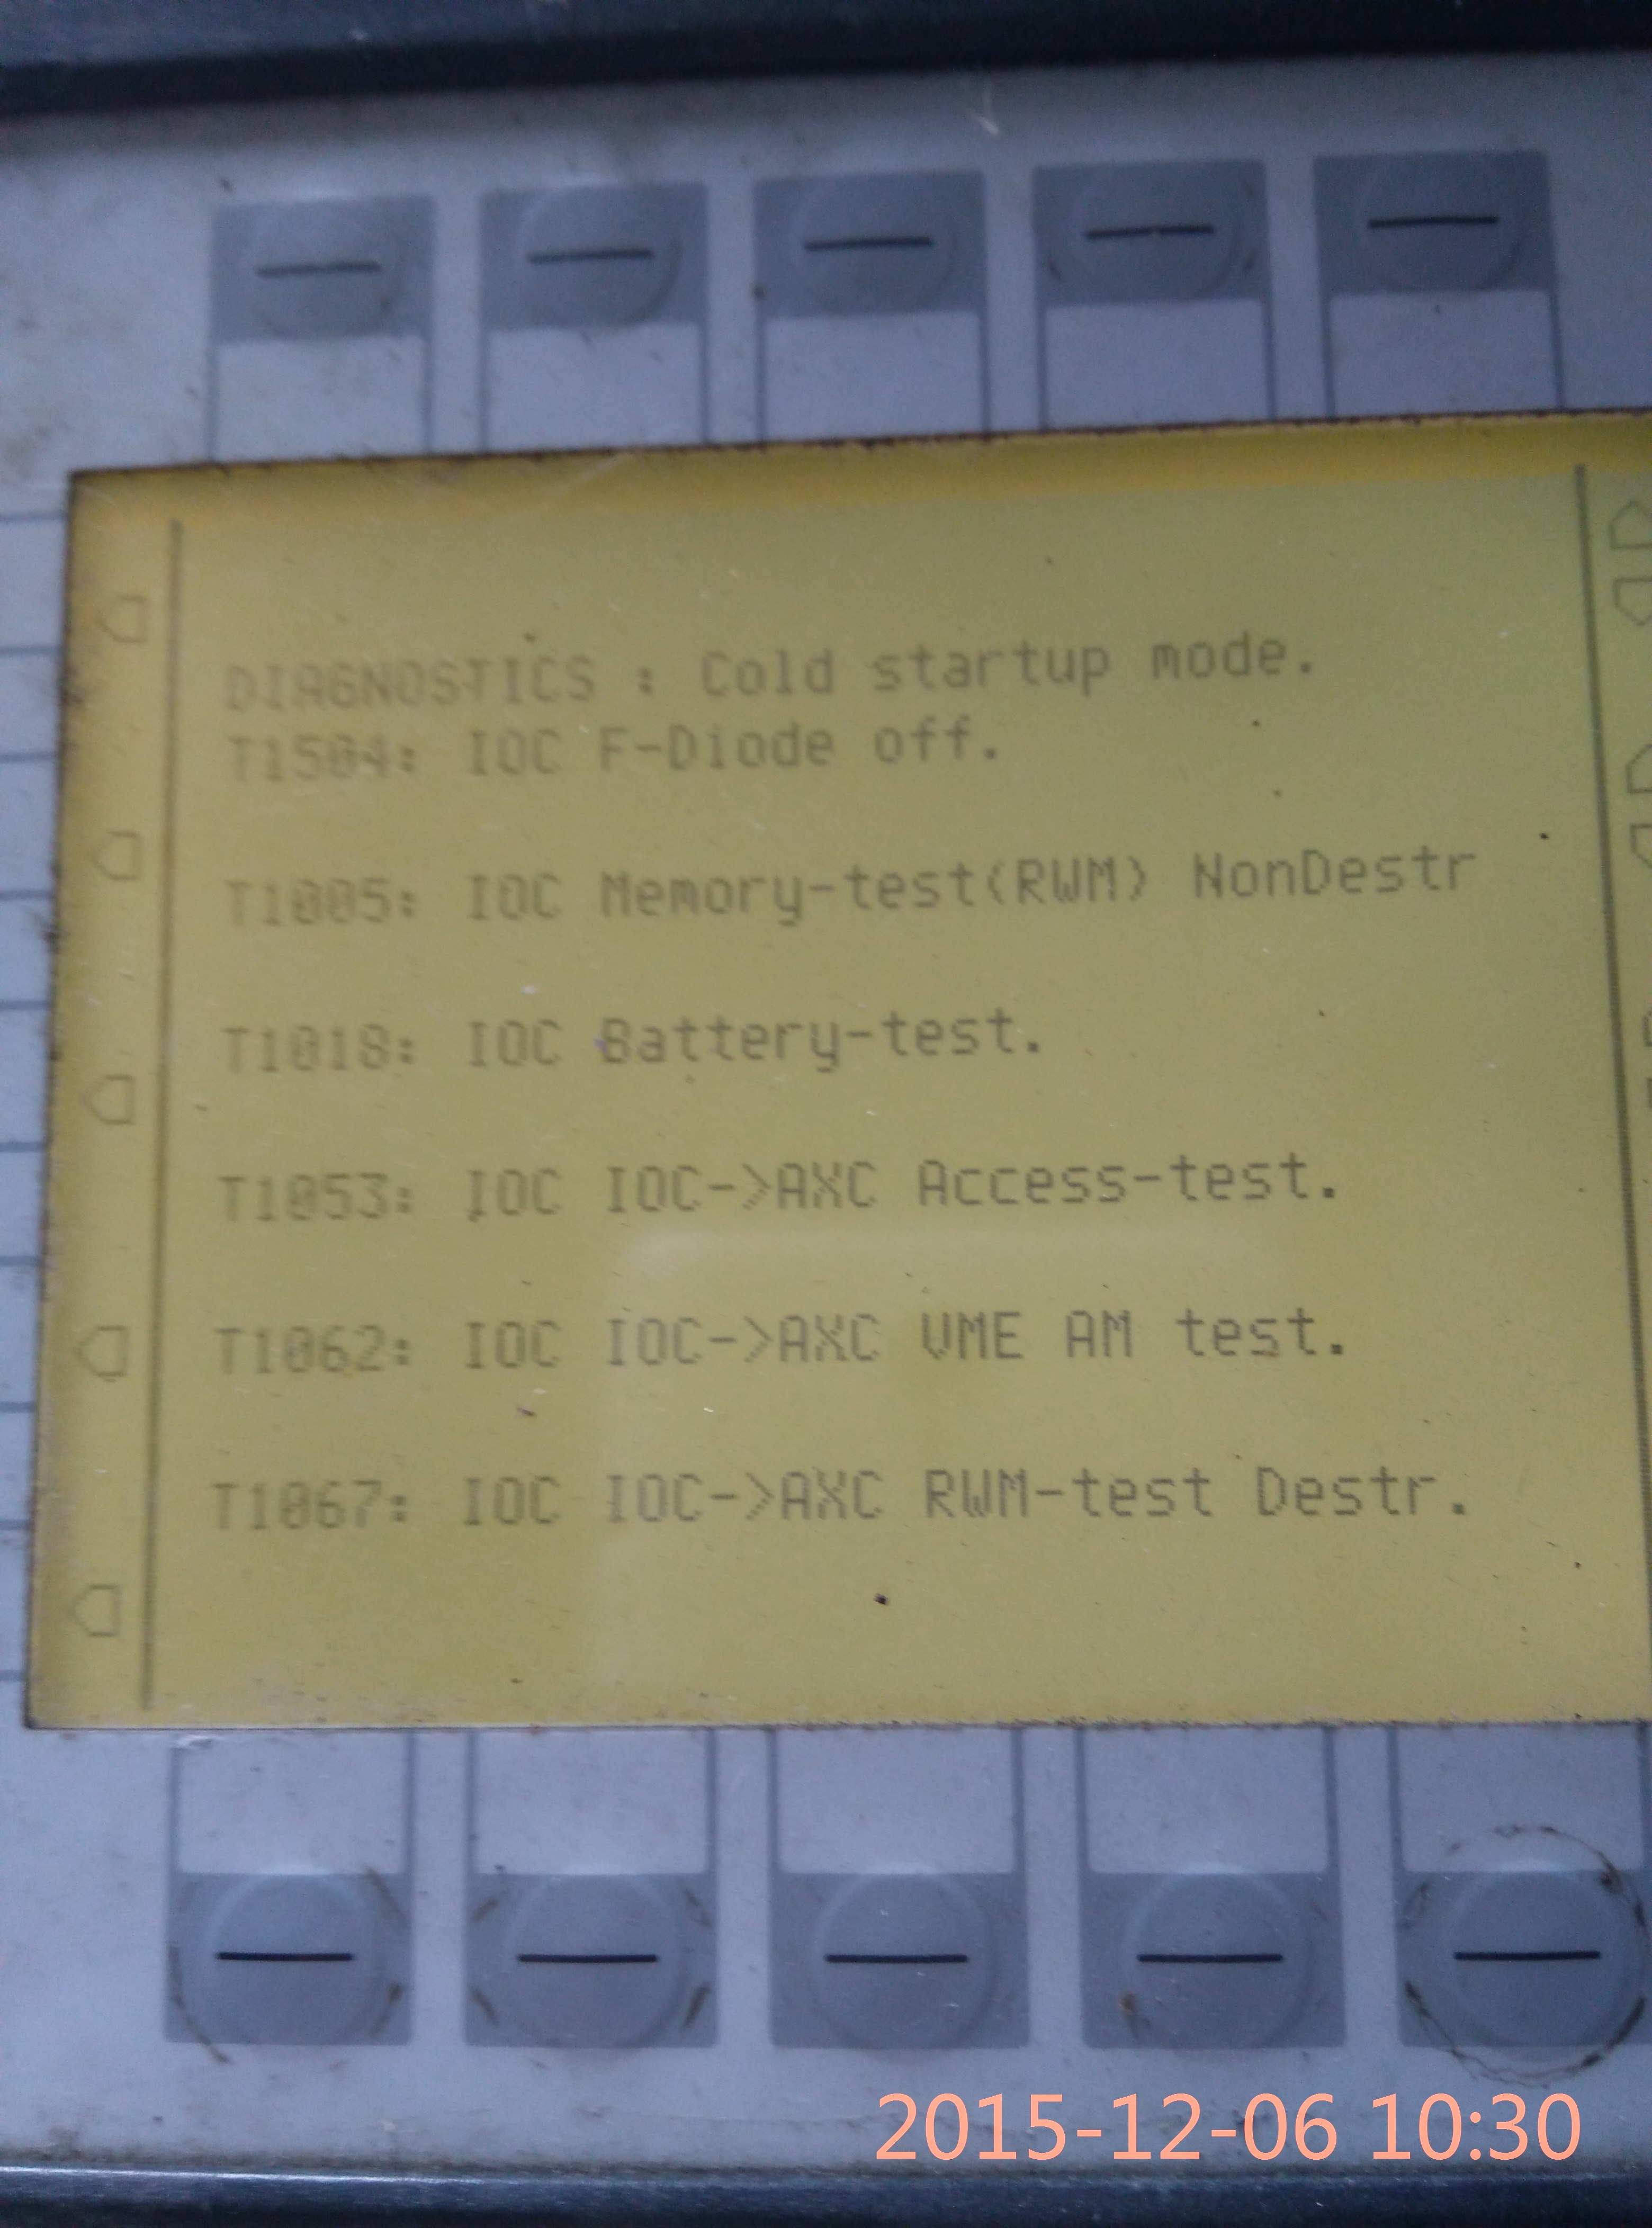 DIAGNOSTICS : Cold startup mode.
T1504: IOC F-Diode off.
T1005: IOC Memory-test(RWM) NonDestr
T1018: IOC Battery-test.
T1053: IOC IOC->AXC Access-test.
T1062: IOC IOC->AXC VME AM test.
T1067: IOC IOC->AXC RWM-test Destr.
2015-12-06 10:30